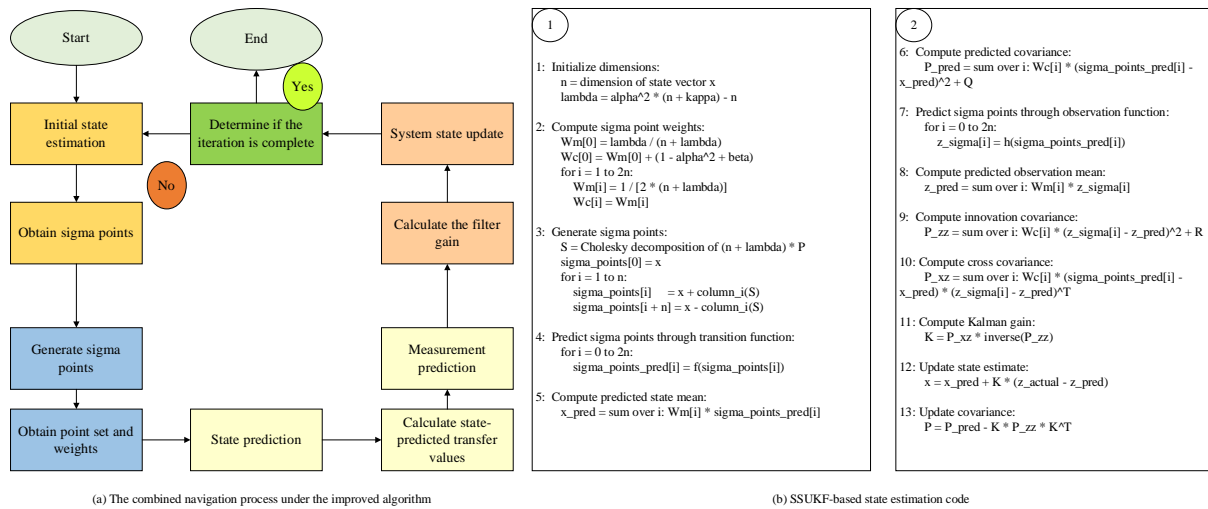 Start
End
Yes
Initial state
estimation
Determine if the
iteration is complete
System state update
No
Obtain sigma points
Calculate the filter
gain
Generate sigma
points
Measurement
prediction
Obtain point set and
weights
State prediction
Calculate state-
predicted transfer
values
(a) The combined navigation process under the improved algorithm
1
1: Initialize dimensions:
n = dimension of state vector x
lambda = alpha^2 * (n + kappa) - n
2: Compute sigma point weights:
Wm[0] = lambda / (n + lambda)
Wc[0] = Wm[0] + (1 - alpha^2 + beta)
for i = 1 to 2n:
Wm[i] = 1 / [2 * (n + lambda)]
Wc[i] = Wm[i]
3: Generate sigma points:
S = Cholesky decomposition of (n + lambda) * P
sigma_points[0] = x
for i = 1 to n:
sigma_points[i] = x + column_i(S)
sigma_points[i + n] = x - column_i(S)
4: Predict sigma points through transition function:
for i = 0 to 2n:
sigma_points_pred[i] = f(sigma_points[i])
5: Compute predicted state mean:
x_pred = sum over i: Wm[i] * sigma_points_pred[i]
2
6: Compute predicted covariance:
P_pred = sum over i: Wc[i] * (sigma_points_pred[i] -
x_pred)^2 + Q
7: Predict sigma points through observation function:
for i = 0 to 2n:
z_sigma[i] = h(sigma_points_pred[i])
8: Compute predicted observation mean:
z_pred = sum over i: Wm[i] * z_sigma[i]
9: Compute innovation covariance:
P_zz = sum over i: Wc[i] * (z_sigma[i] - z_pred)^2 + R
10: Compute cross covariance:
P_xz = sum over i: Wc[i] * (sigma_points_pred[i] -
x_pred) * (z_sigma[i] - z_pred)^T
11: Compute Kalman gain:
K = P_xz * inverse(P_zz)
12: Update state estimate:
x = x_pred + K * (z_actual - z_pred)
13: Update covariance:
P = P_pred - K * P_zz * K^T
(b) SSUKF-based state estimation code